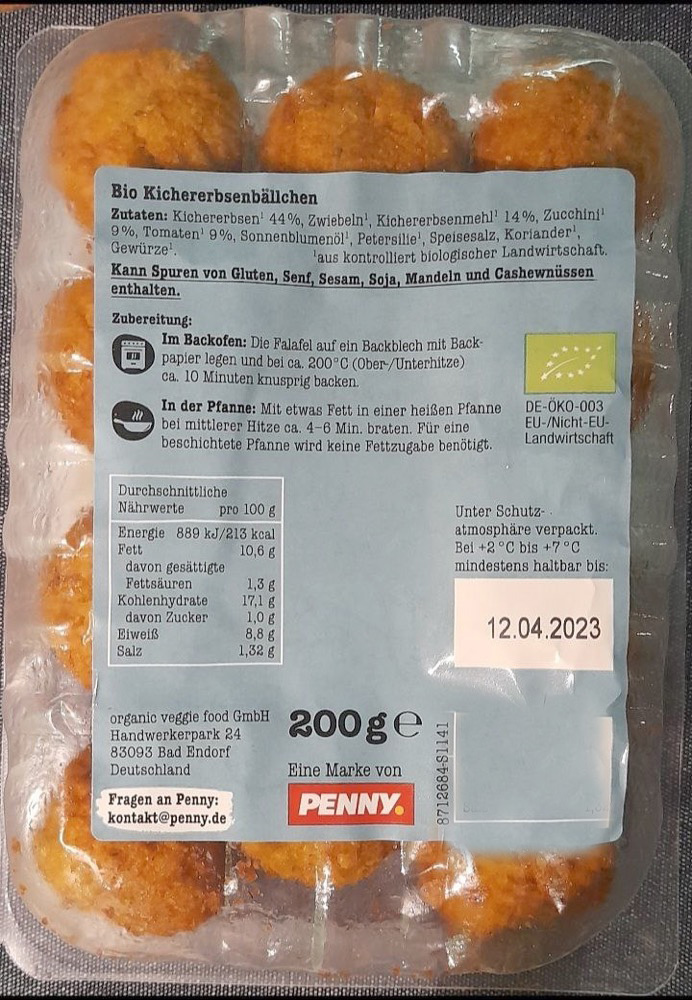 Bio Kichererbsenbällchen
Zutaten: Kichererbsen¹ 44%, Zwiebeln¹, Kichererbsenmehl¹ 14%, Zucchini¹
9%, Tomaten¹ 9%, Sonnenblumenöl¹, Petersilie¹, Speisesalz, Koriander¹,
Gewürze¹. ¹aus kontrolliert biologischer Landwirtschaft.
Kann Spuren von Gluten, Senf, Sesam, Soja, Mandeln und Cashewnüssen
enthalten.
Zubereitung:
Im Backofen: Die Falafel auf ein Backblech mit Back-
papier legen und bei ca. 200°C (Ober-/Unterhitze)
ca. 10 Minuten knusprig backen.
In der Pfanne: Mit etwas Fett in einer heißen Pfanne
bei mittlerer Hitze ca. 4-6 Min. braten. Für eine
beschichtete Pfanne wird keine Fettzugabe benötigt.
DE-ÖKO-003
EU-/Nicht-EU-
Landwirtschaft
Durchschnittliche
Nährwerte pro 100 g
Energie 889 kJ/213 kcal
Fett 10,6 g
davon gesättigte
Fettsäuren 1,3 g
Kohlenhydrate 17,1 g
davon Zucker 1,0 g
Eiweiß 8,8 g
Salz 1,32 g
Unter Schutz-
atmosphäre verpackt.
Bei +2°C bis +7°C
mindestens haltbar bis:
12.04.2023
organic veggie food GmbH
Handwerkerpark 24
83093 Bad Endorf
Deutschland
Fragen an Penny:
kontakt@penny.de
200 g e
Eine Marke von
PENNY.
8712684-S1141